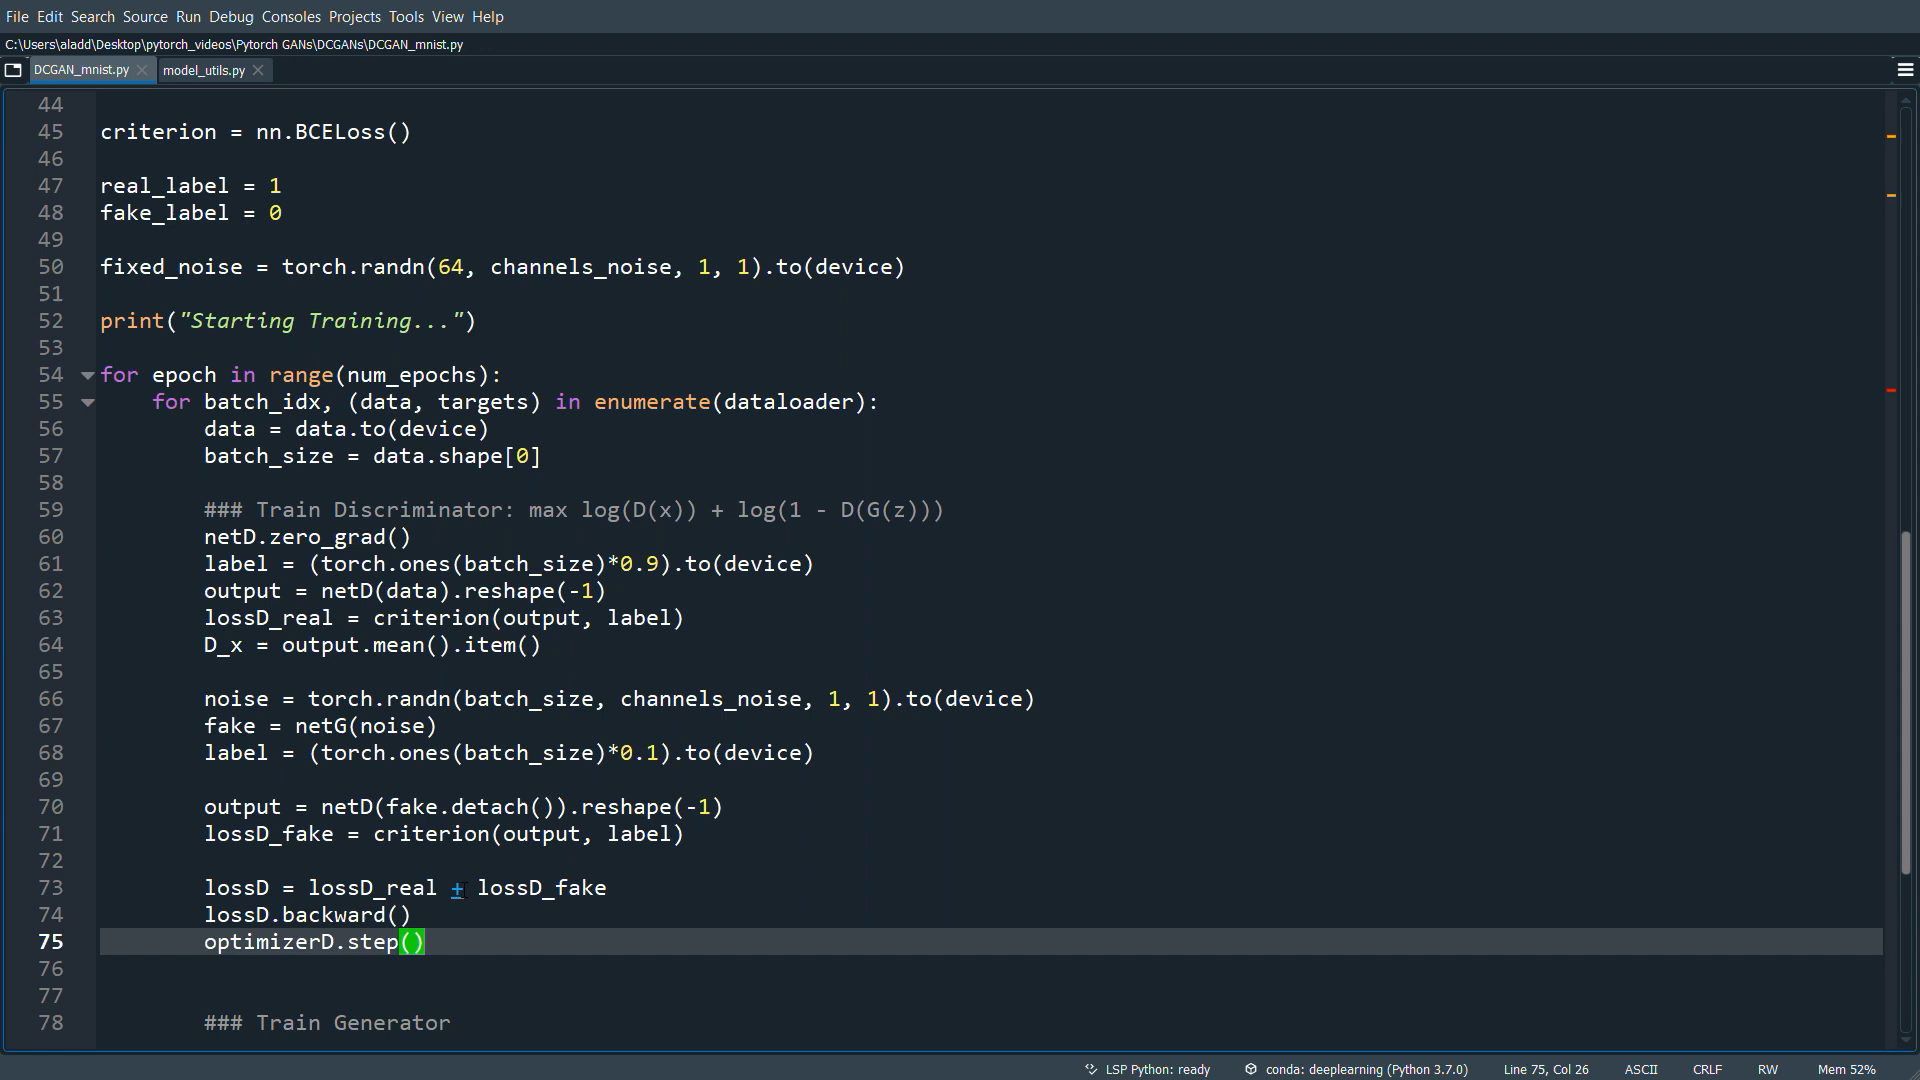 File Edit Search Source Run Debug Consoles Projects Tools View Help
C:\Users\aladd\Desktop\pytorch_videos\Pytorch GANs\DCGANs\DCGAN_mnist.py
DCGAN_mnist.py model_utils.py
44
45 criterion = nn.BCELoss()
46
47 real_label = 1
48 fake_label = 0
49
50 fixed_noise = torch.randn(64, channels_noise, 1, 1).to(device)
51
52 print("Starting Training...")
53
54 for epoch in range(num_epochs):
55     for batch_idx, (data, targets) in enumerate(dataloader):
56         data = data.to(device)
57         batch_size = data.shape[0]
58
59         ### Train Discriminator: max log(D(x)) + log(1 - D(G(z)))
60         netD.zero_grad()
61         label = (torch.ones(batch_size)*0.9).to(device)
62         output = netD(data).reshape(-1)
63         lossD_real = criterion(output, label)
64         D_x = output.mean().item()
65
66         noise = torch.randn(batch_size, channels_noise, 1, 1).to(device)
67         fake = netG(noise)
68         label = (torch.ones(batch_size)*0.1).to(device)
69
70         output = netD(fake.detach()).reshape(-1)
71         lossD_fake = criterion(output, label)
72
73         lossD = lossD_real + lossD_fake
74         lossD.backward()
75         optimizerD.step()
76
77
78         ### Train Generator
LSP Python: ready conda: deeplearning (Python 3.7.0) Line 75, Col 26 ASCII CRLF RW Mem 52%